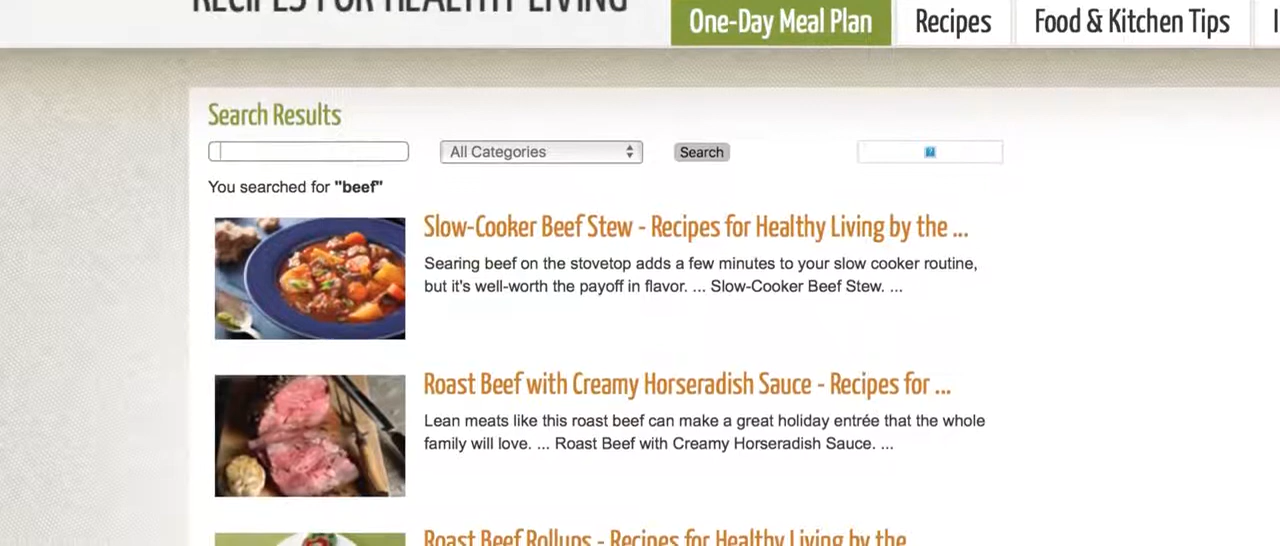 RECIPES FOR HEALTHY LIVING
One-Day Meal Plan
Recipes
Food & Kitchen Tips
Search Results
All Categories
Search
You searched for "beef"
Slow-Cooker Beef Stew - Recipes for Healthy Living by the ...
Searing beef on the stovetop adds a few minutes to your slow cooker routine,
but it's well-worth the payoff in flavor. ... Slow-Cooker Beef Stew. ...
Roast Beef with Creamy Horseradish Sauce - Recipes for ...
Lean meats like this roast beef can make a great holiday entrée that the whole
family will love. ... Roast Beef with Creamy Horseradish Sauce. ...
Roast Beef Rollups - Recipes for Healthy Living by the